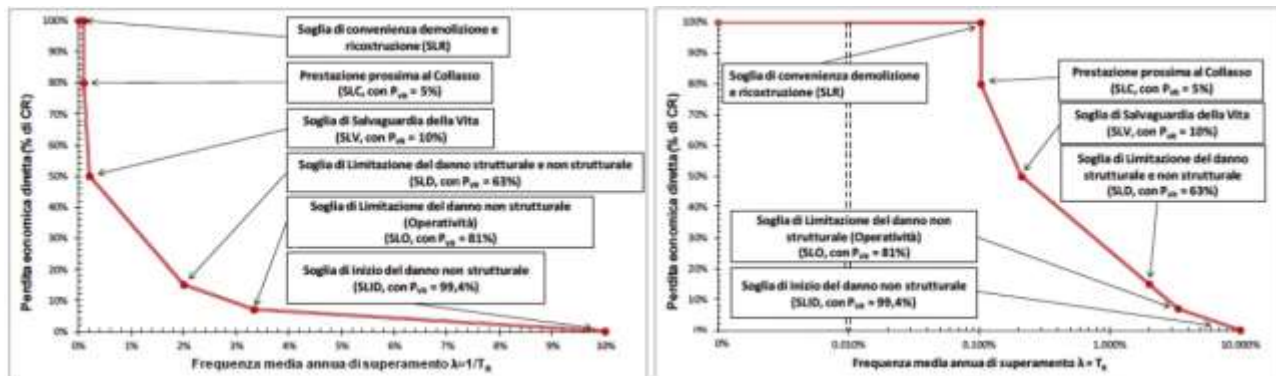 Perdita economica diretta (% di CR)
100%
90%
80%
70%
60%
50%
40%
30%
20%
10%
0%
Soglia di convenienza demolizione e
ricostruzione (SLR)
Prestazione prossima al Collasso
(SLC, con PVR = 5%)
Soglia di Salvaguardia della Vita
(SLV, con PVR = 10%)
Soglia di Limitazione del danno strutturale e non strutturale
(SLD, con PVR = 63%)
Soglia di Limitazione del danno non strutturale
(Operatività)
(SLO, con PVR = 81%)
Soglia di inizio del danno non strutturale
(SLID, con PVR = 99,4%)
0% 1% 2% 3% 4% 5% 6% 7% 8% 9% 10%
Frequenza media annua di superamento λ=1/TR
Perdita economica diretta (% di CR)
100%
90%
80%
70%
60%
50%
40%
30%
20%
10%
0%
Soglia di convenienza demolizione
e ricostruzione (SLR)
Prestazione prossima al Collasso
(SLC, con PVR = 5%)
Soglia di Salvaguardia della Vita
(SLV, con PVR = 10%)
Soglia di Limitazione del danno
strutturale e non strutturale
(SLD, con PVR = 63%)
Soglia di Limitazione del danno non
strutturale (Operatività)
(SLO, con PVR = 81%)
Soglia di Inizio del danno non strutturale
(SLID, con PVR = 99,4%)
0% 0.010% 0.100% 1.000% 10.000%
Frequenza media annua di superamento λ = TR